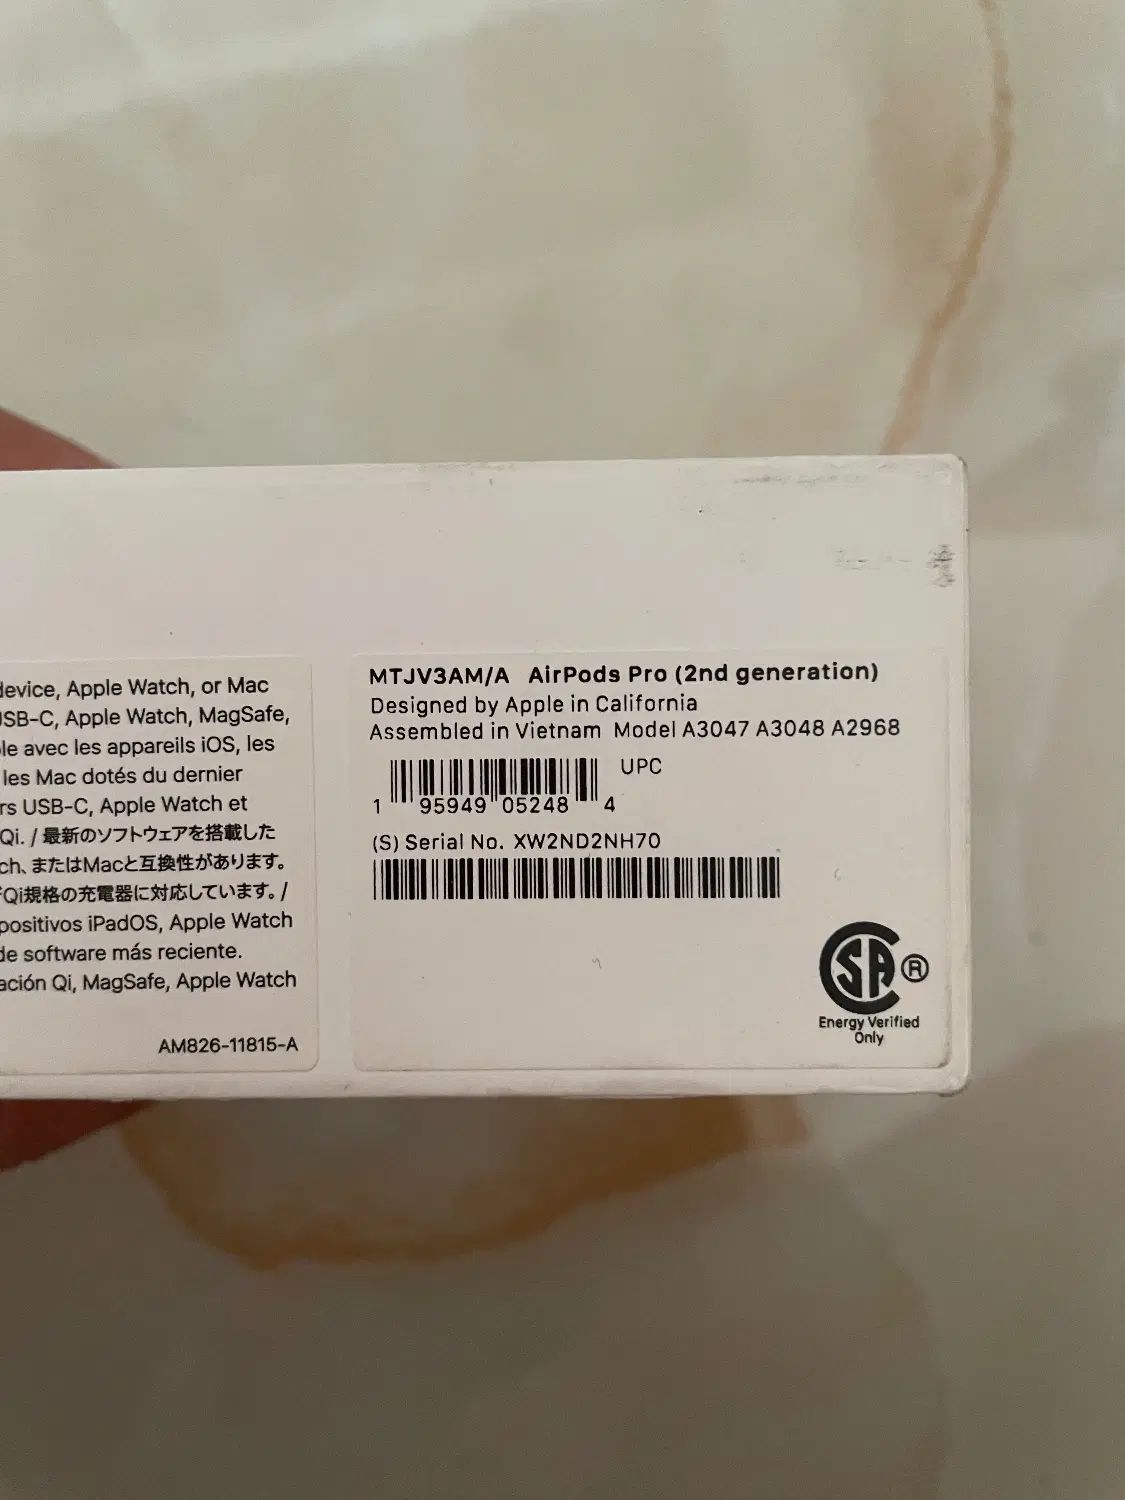 device, Apple Watch, or Mac
USB-C, Apple Watch, MagSafe,
avec les appareils iOS, les
les Mac dotés du dernier
USB-C, Apple Watch et
Qi. / 最新のソフトウェアを搭載した
またはMacと互換性があります。
Qi規格の充電器に対応しています。/
iPadOS, Apple Watch
de software más reciente.
Qi, MagSafe, Apple Watch
AM826-11815-A
MTJV3AM/A AirPods Pro (2nd generation)
Designed by Apple in California
Assembled in Vietnam Model A3047 A3048 A2968
UPC
1 95949 05248 4
(S) Serial No. XW2ND2NH70
CSA ®
Energy Verified
Only